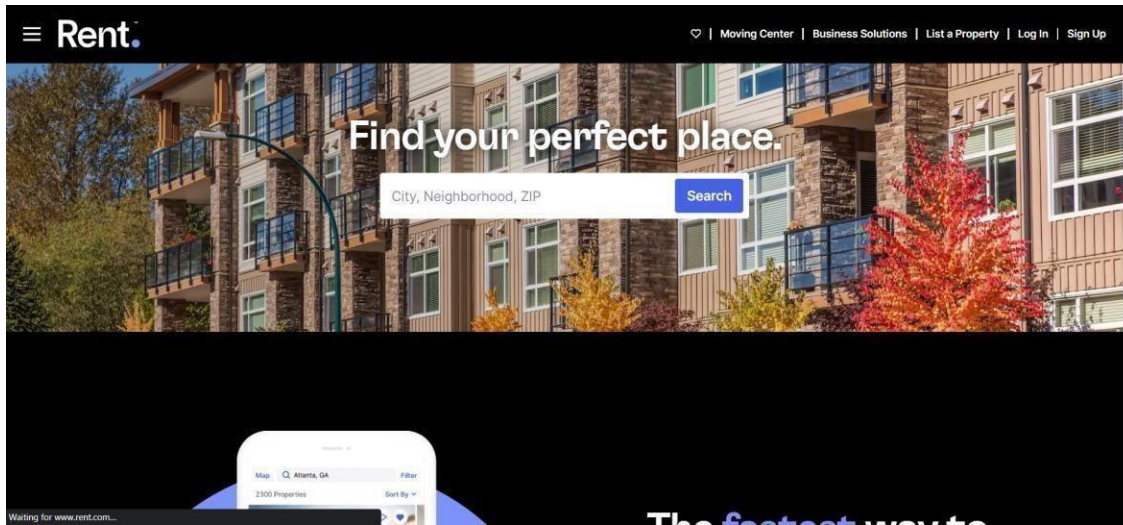 Rent.
Moving Center | Business Solutions | List a Property | Log In | Sign Up
Find your perfect place.
City, Neighborhood, ZIP
Search
Map
Atlanta, GA
Filter
2300 Properties
Sort By
The fastest way to
Waiting for www.rent.com...